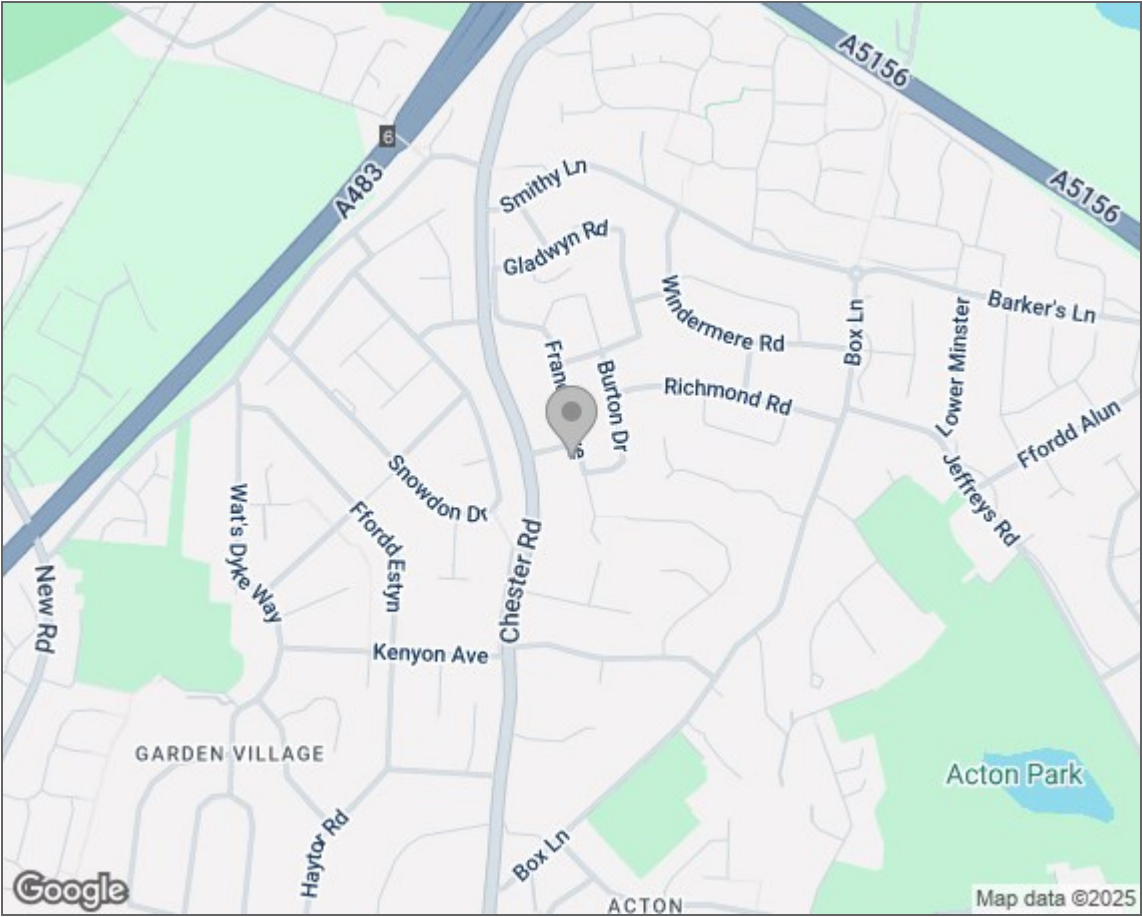 A5156
6
A483
A5156
Smithy Ln
Gladwyn Rd
Windermere Rd
Barker's Ln
Box Ln
Lower Minster
Burton Dr
Richmond Rd
Ffordd Alun
Jeffreys Rd
Snowdon Dr
Wat's Dyke Way
Ffordd Estyn
Chester Rd
New Rd
Kenyon Ave
GARDEN VILLAGE
Acton Park
Haytor Rd
Box Ln
ACTON
Google
Map data ©2025